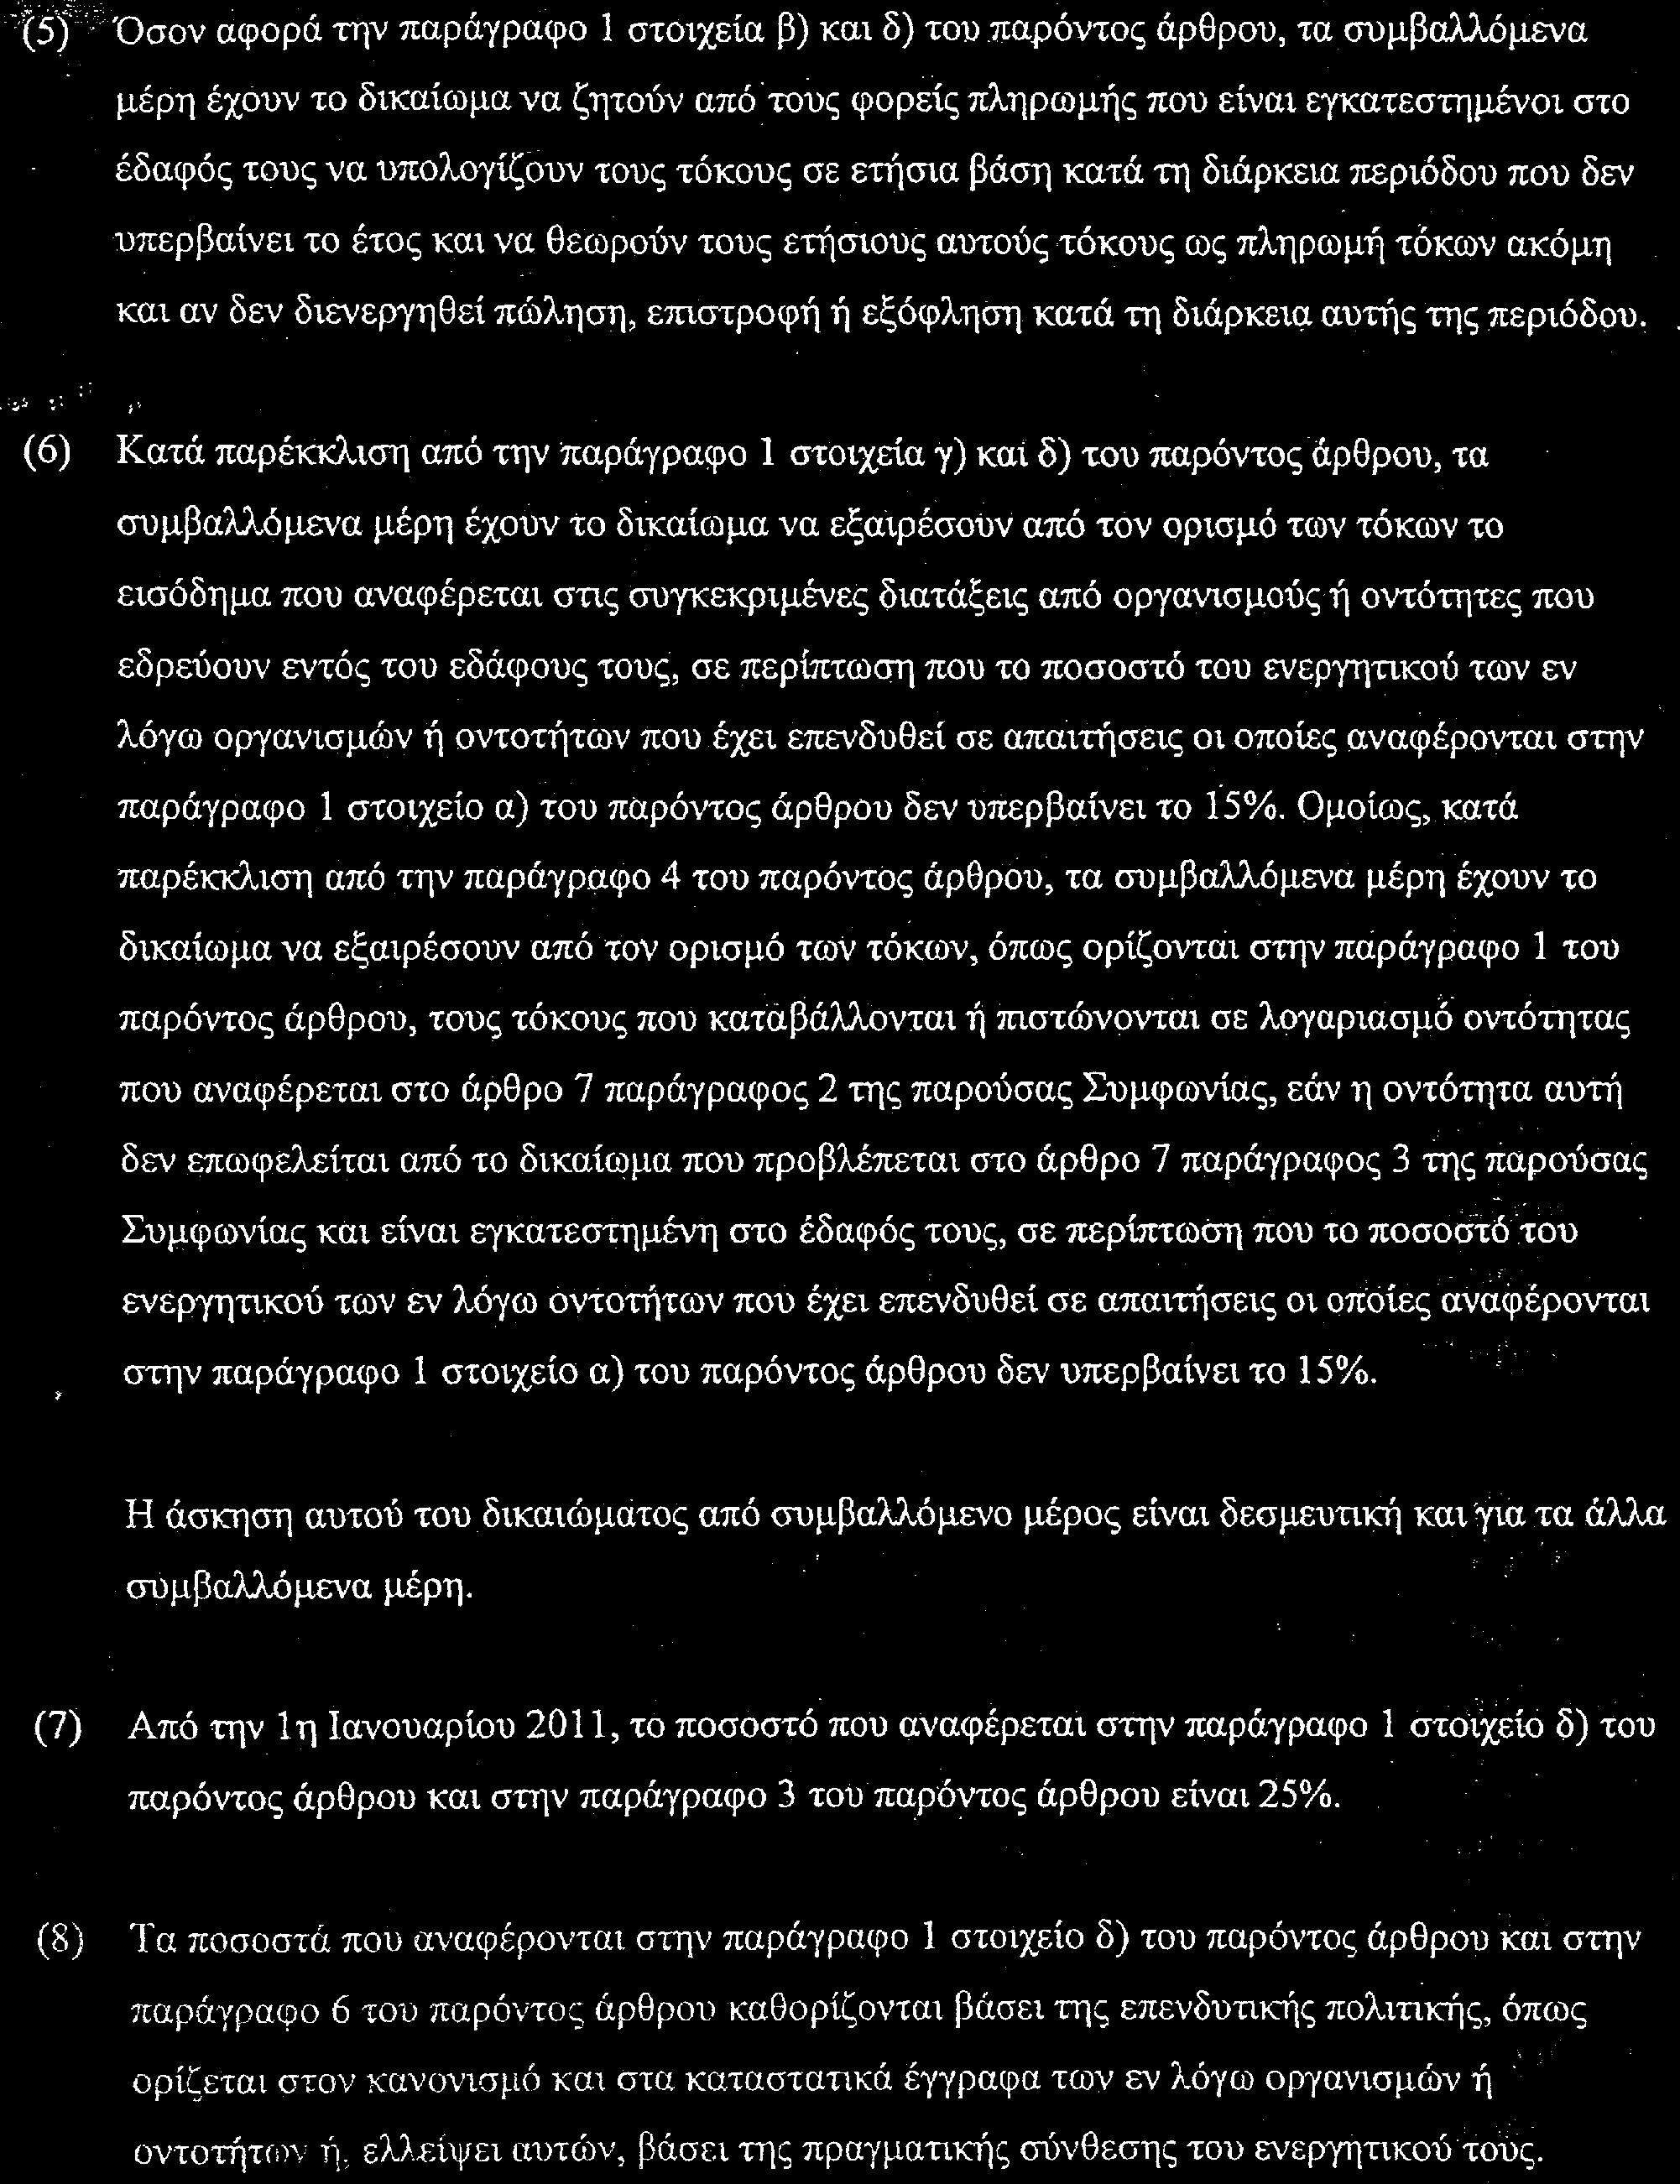 (5) Όσον αφορά την παράγραφο 1 στοιχεία β) και δ) του παρόντος άρθρου, τα συμβαλλόμενα
μέρη έχουν το δικαίωμα να ζητούν από τους φορείς πληρωμής που είναι εγκατεστημένοι στο
έδαφός τους να υπολογίζουν τους τόκους σε ετήσια βάση κατά τη διάρκεια περιόδου που δεν
υπερβαίνει το έτος και να θεωρούν τους ετήσιους αυτούς τόκους ως πληρωμή τόκων ακόμη
και αν δεν διενεργηθεί πώληση, επιστροφή ή εξόφληση κατά τη διάρκεια αυτής της περιόδου.
(6) Κατά παρέκκλιση από την παράγραφο 1 στοιχεία γ) και δ) του παρόντος άρθρου, τα
συμβαλλόμενα μέρη έχουν το δικαίωμα να εξαιρέσουν από τον ορισμό των τόκων το
εισόδημα που αναφέρεται στις συγκεκριμένες διατάξεις από οργανισμούς ή οντότητες που
εδρεύουν εντός του εδάφους τους, σε περίπτωση που το ποσοστό του ενεργητικού των εν
λόγω οργανισμών ή οντοτήτων που έχει επενδυθεί σε απαιτήσεις οι οποίες αναφέρονται στην
παράγραφο 1 στοιχείο α) του παρόντος άρθρου δεν υπερβαίνει το 15%. Ομοίως, κατά
παρέκκλιση από την παράγραφο 4 του παρόντος άρθρου, τα συμβαλλόμενα μέρη έχουν το
δικαίωμα να εξαιρέσουν από τον ορισμό των τόκων, όπως ορίζονται στην παράγραφο 1 του
παρόντος άρθρου, τους τόκους που καταβάλλονται ή πιστώνονται σε λογαριασμό οντότητας
που αναφέρεται στο άρθρο 7 παράγραφος 2 της παρούσας Συμφωνίας, εάν η οντότητα αυτή
δεν επωφελείται από το δικαίωμα που προβλέπεται στο άρθρο 7 παράγραφος 3 της παρούσας
Συμφωνίας και είναι εγκατεστημένη στο έδαφός τους, σε περίπτωση που το ποσοστό του
ενεργητικού των εν λόγω οντοτήτων που έχει επενδυθεί σε απαιτήσεις οι οποίες αναφέρονται
στην παράγραφο 1 στοιχείο α) του παρόντος άρθρου δεν υπερβαίνει το 15%.
Η άσκηση αυτού του δικαιώματος από συμβαλλόμενο μέρος είναι δεσμευτική και για τα άλλα
συμβαλλόμενα μέρη.
(7) Από την 1η Ιανουαρίου 2011, το ποσοστό που αναφέρεται στην παράγραφο 1 στοιχείο δ) του
παρόντος άρθρου και στην παράγραφο 3 του παρόντος άρθρου είναι 25%.
(8) Τα ποσοστά που αναφέρονται στην παράγραφο 1 στοιχείο δ) του παρόντος άρθρου και στην
παράγραφο 6 του παρόντος άρθρου καθορίζονται βάσει της επενδυτικής πολιτικής, όπως
ορίζεται στον κανονισμό και στα καταστατικά έγγραφα των εν λόγω οργανισμών ή
οντοτήτων ή, ελλείψει αυτών, βάσει της πραγματικής σύνθεσης του ενεργητικού τους.